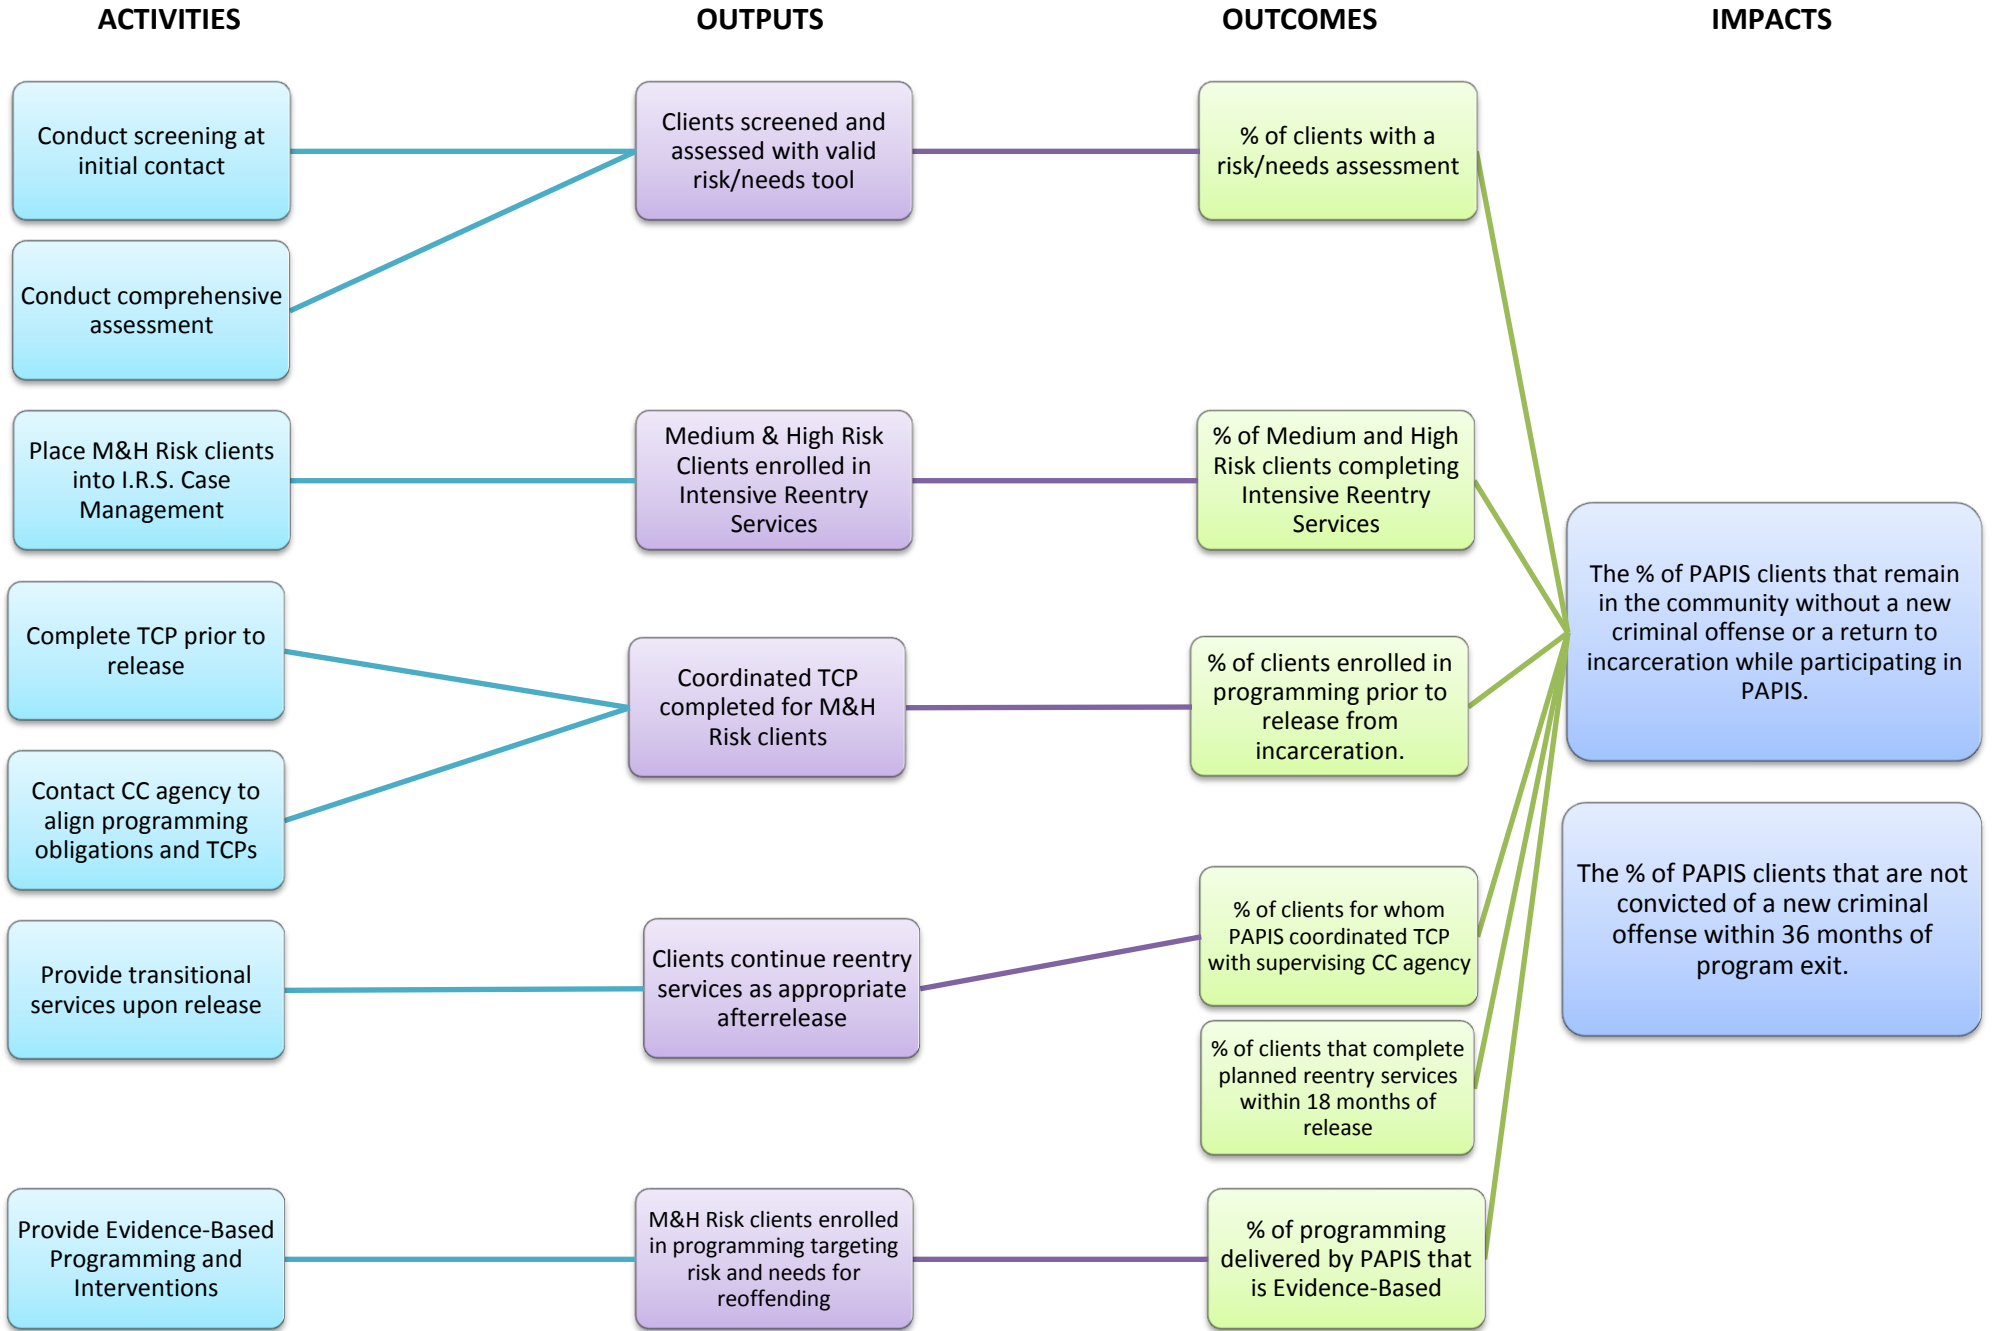 ACTIVITIES
OUTPUTS
OUTCOMES
IMPACTS
Conduct screening at
initial contact
Conduct comprehensive
assessment
Place M&H Risk clients
into I.R.S. Case
Management
Complete TCP prior to
release
Contact CC agency to
align programming
obligations and TCPs
Provide transitional
services upon release
Provide Evidence-Based
Programming and
Interventions
Clients screened and
assessed with valid
risk/needs tool
Medium & High Risk
Clients enrolled in
Intensive Reentry
Services
Coordinated TCP
completed for M&H
Risk clients
Clients continue reentry
services as appropriate
afterrelease
M&H Risk clients enrolled
in programming targeting
risk and needs for
reoffending
% of clients with a
risk/needs assessment
% of Medium and High
Risk clients completing
Intensive Reentry
Services
% of clients enrolled in
programming prior to
release from
incarceration.
% of clients for whom
PAPIS coordinated TCP
with supervising CC agency
% of clients that complete
planned reentry services
within 18 months of
release
% of programming
delivered by PAPIS that
is Evidence-Based
The % of PAPIS clients that remain
in the community without a new
criminal offense or a return to
incarceration while participating in
PAPIS.
The % of PAPIS clients that are not
convicted of a new criminal
offense within 36 months of
program exit.